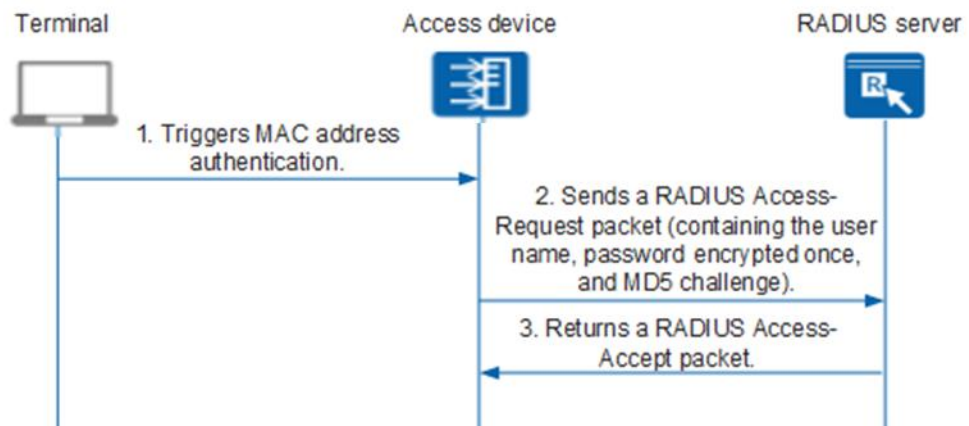 Terminal
Access device
RADIUS server
R
1. Triggers MAC address
authentication.
2. Sends a RADIUS Access-
Request packet (containing the user
name, password encrypted once,
and MD5 challenge).
3. Returns a RADIUS Access-
Accept packet.